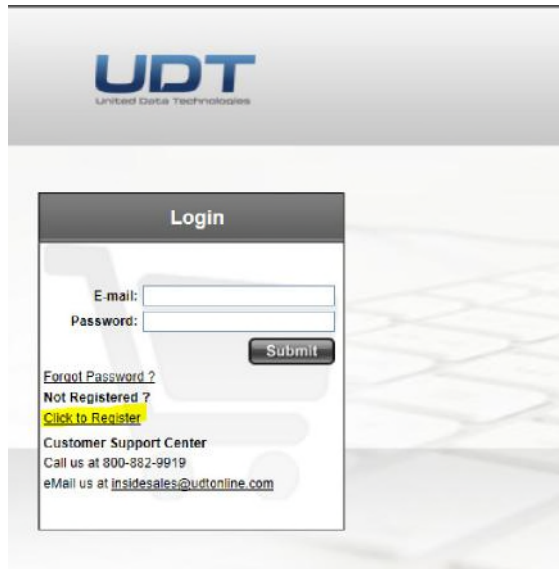 UDT
United Data Technologies
Login
E-mail:
Password:
Submit
Forgot Password ?
Not Registered ?
Click to Register
Customer Support Center
Call us at 800-882-9919
eMail us at insidesales@udtonline.com